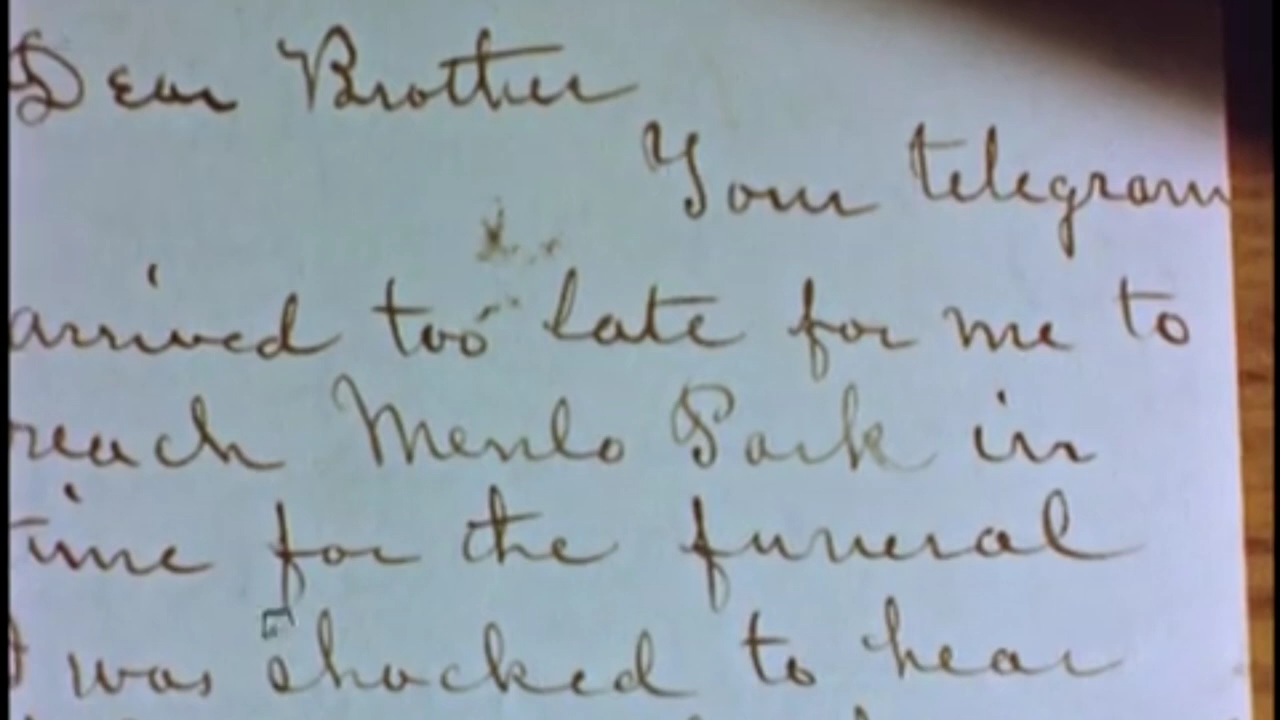 Dear Brother
Your telegram
arrived too late for me to
reach Menlo Park in
time for the funeral
I was shocked to hear